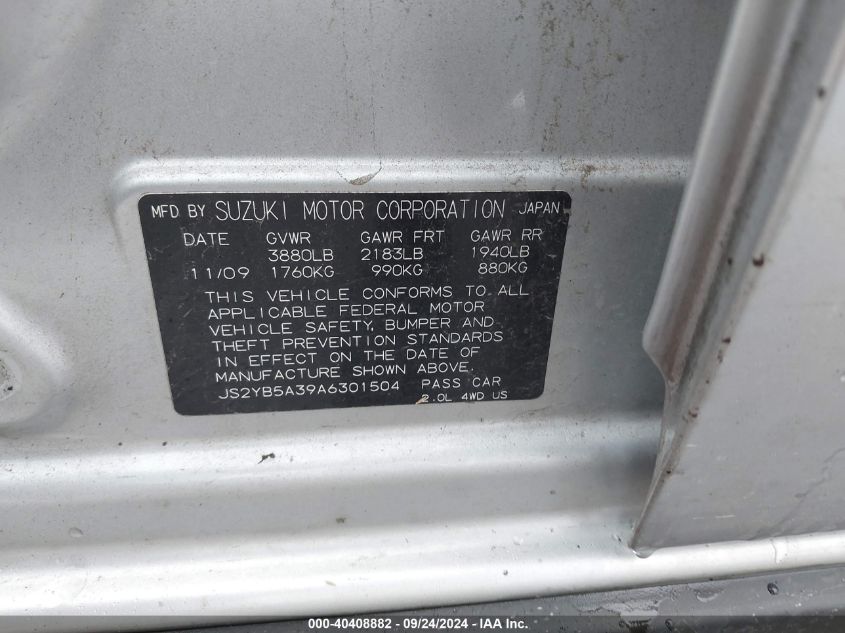 MFD BY SUZUKI MOTOR CORPORATION JAPAN
DATE GVWR GAWR FRT GAWR RR
3880LB 2183LB 1940LB
11/09 1760KG 990KG 880KG
THIS VEHICLE CONFORMS TO ALL
APPLICABLE FEDERAL MOTOR
VEHICLE SAFETY, BUMPER AND
THEFT PREVENTION STANDARDS
IN EFFECT ON THE DATE OF
MANUFACTURE SHOWN ABOVE.
JS2YB5A39A6301504 PASS CAR
2.0L 4WD US
000-40408882 - 09/24/2024 - IAA Inc.